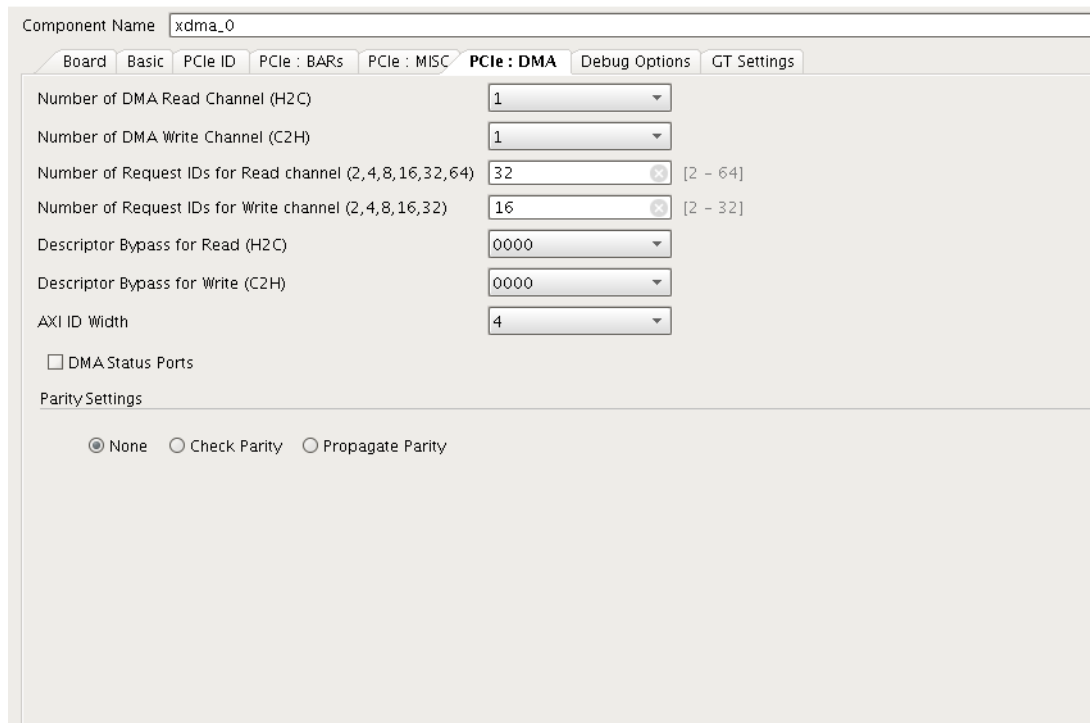 Component Name xdma_0
Board Basic PCIe ID PCIe : BARs PCIe : MISC PCIe : DMA Debug Options GT Settings
Number of DMA Read Channel (H2C) 1
Number of DMA Write Channel (C2H) 1
Number of Request IDs for Read channel (2,4,8,16,32,64) 32 [2 - 64]
Number of Request IDs for Write channel (2,4,8,16,32) 16 [2 - 32]
Descriptor Bypass for Read (H2C) 0000
Descriptor Bypass for Write (C2H) 0000
AXI ID Width 4
DMA Status Ports
Parity Settings
None Check Parity Propagate Parity